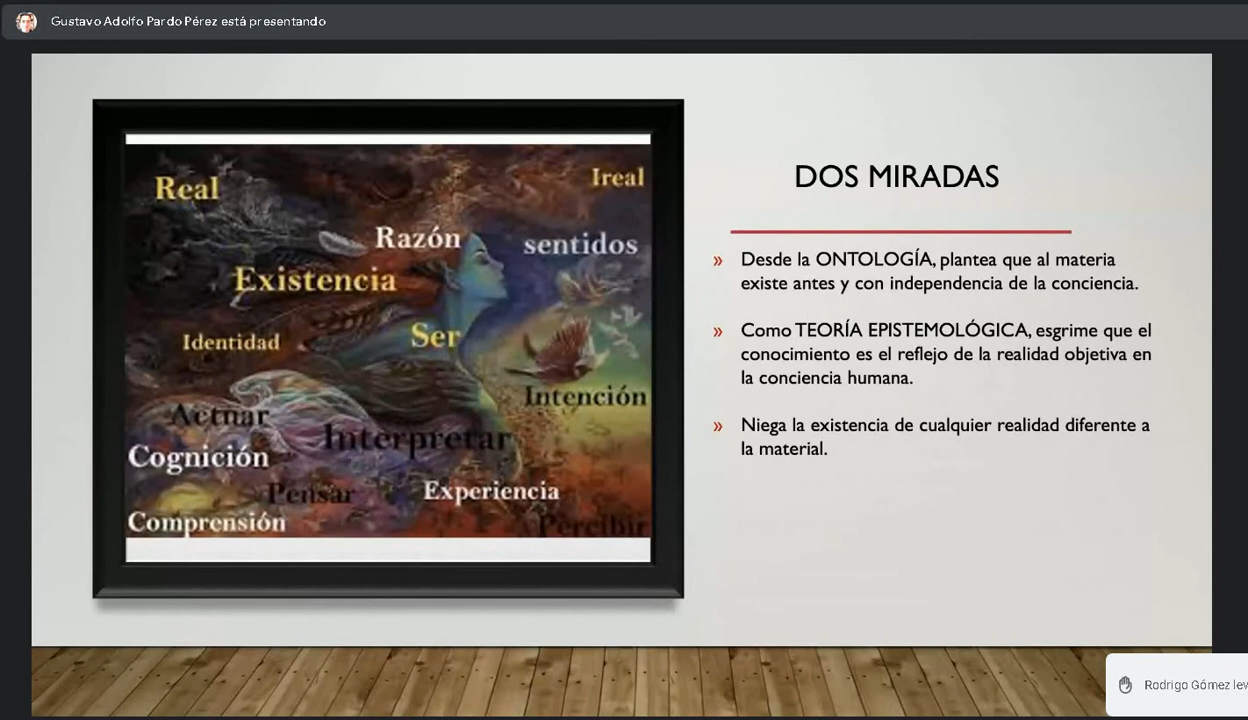 Gustavo Adolfo Pardo Pérez está presentando
Real
Ireal
Razón
sentidos
Existencia
Identidad
Ser
Intención
Actuar
Interpretar
Cognición
Pensar
Experiencia
Comprensión
Percibir
DOS MIRADAS
» Desde la ONTOLOGÍA, plantea que al materia
existe antes y con independencia de la conciencia.
» Como TEORÍA EPISTEMOLÓGICA, esgrime que el
conocimiento es el reflejo de la realidad objetiva en
la conciencia humana.
» Niega la existencia de cualquier realidad diferente a
la material.
Rodrigo Gómez lev